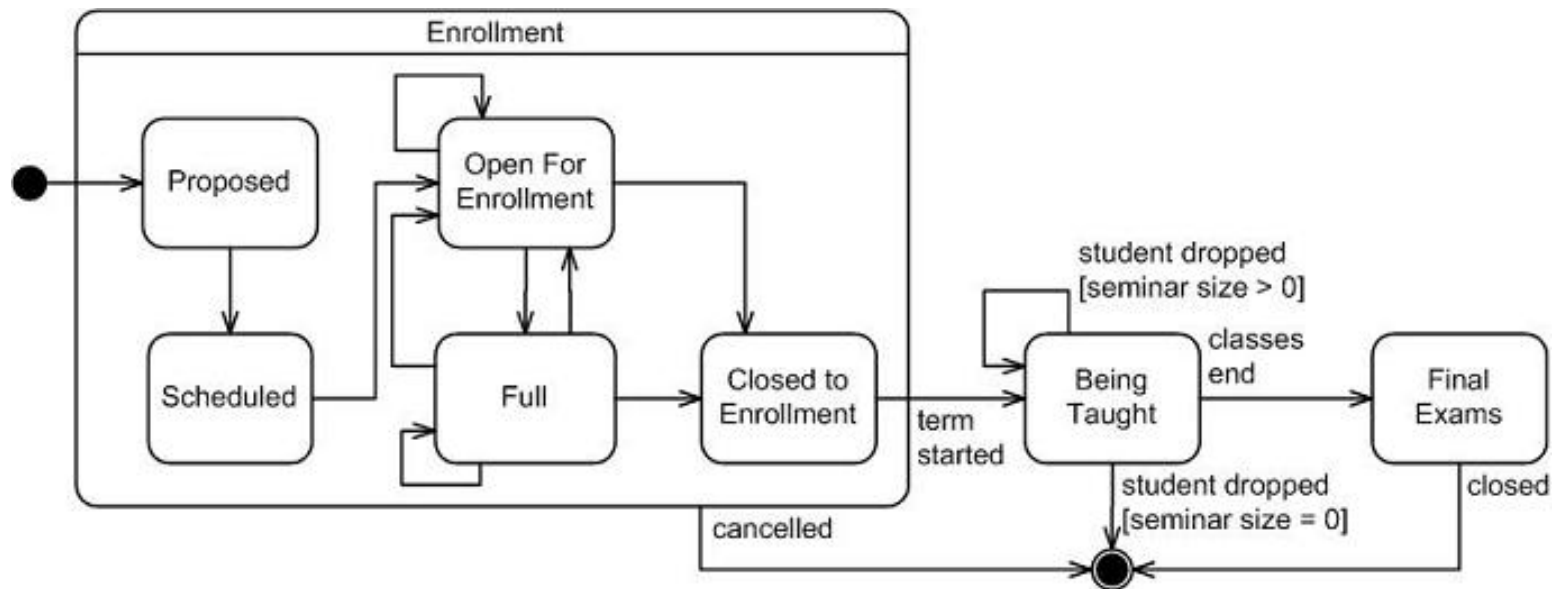 Enrollment
Proposed
Open For
Enrollment
Scheduled
Full
Closed to
Enrollment
term
started
student dropped
[seminar size > 0]
Being
Taught
classes
end
Final
Exams
student dropped
[seminar size = 0]
closed
cancelled